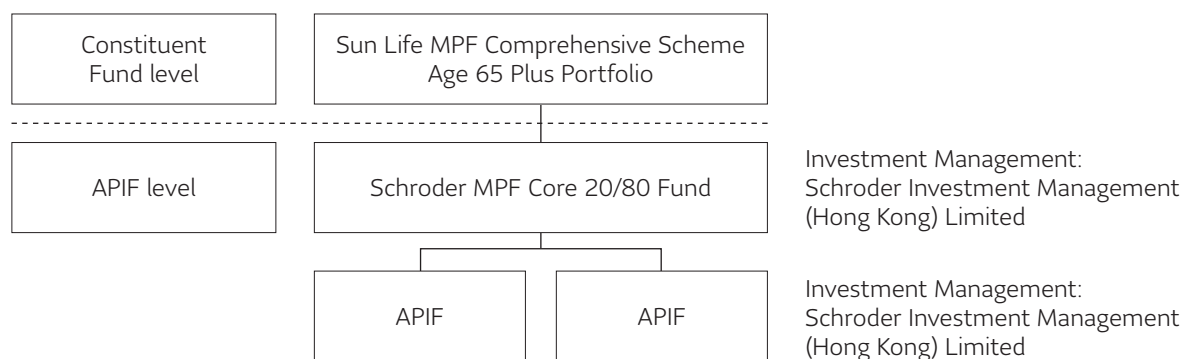 Constituent
Fund level
Sun Life MPF Comprehensive Scheme
Age 65 Plus Portfolio
APIF level
Schroder MPF Core 20/80 Fund
Investment Management:
Schroder Investment Management
(Hong Kong) Limited
APIF
APIF
Investment Management:
Schroder Investment Management
(Hong Kong) Limited